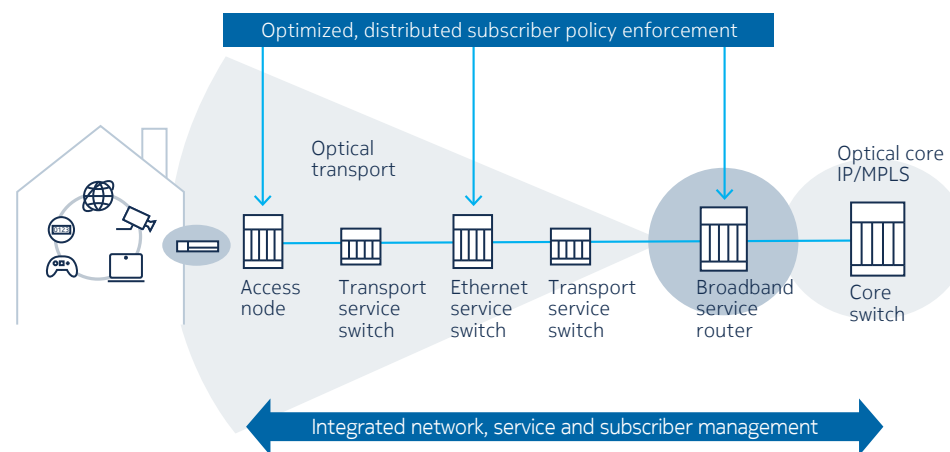 Optimized, distributed subscriber policy enforcement
Optical
transport
Optical core
IP/MPLS
0123
Access
node
Transport
service
switch
Ethernet
service
switch
Transport
service
switch
Broadband
service
router
Core
switch
Integrated network, service and subscriber management